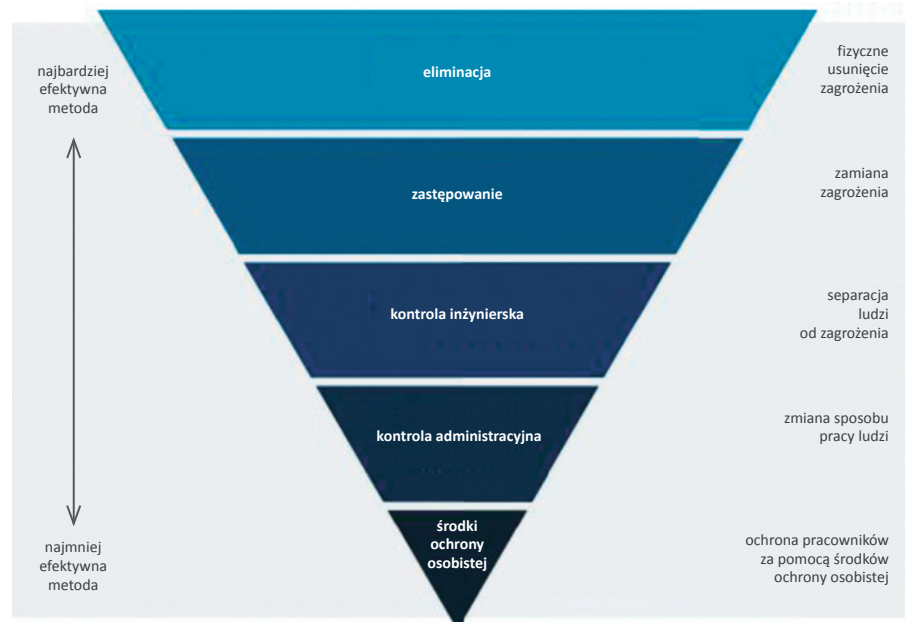 najbardziej
efektywna
metoda
eliminacja
fizyczne
usunięcie
zagrożenia
zastępowanie
zamiana
zagrożenia
kontrola inżynierska
separacja
ludzi
od zagrożenia
kontrola administracyjna
zmiana sposobu
pracy ludzi
najmniej
efektywna
metoda
środki
ochrony
osobistej
ochrona pracowników
za pomocą środków
ochrony osobistej